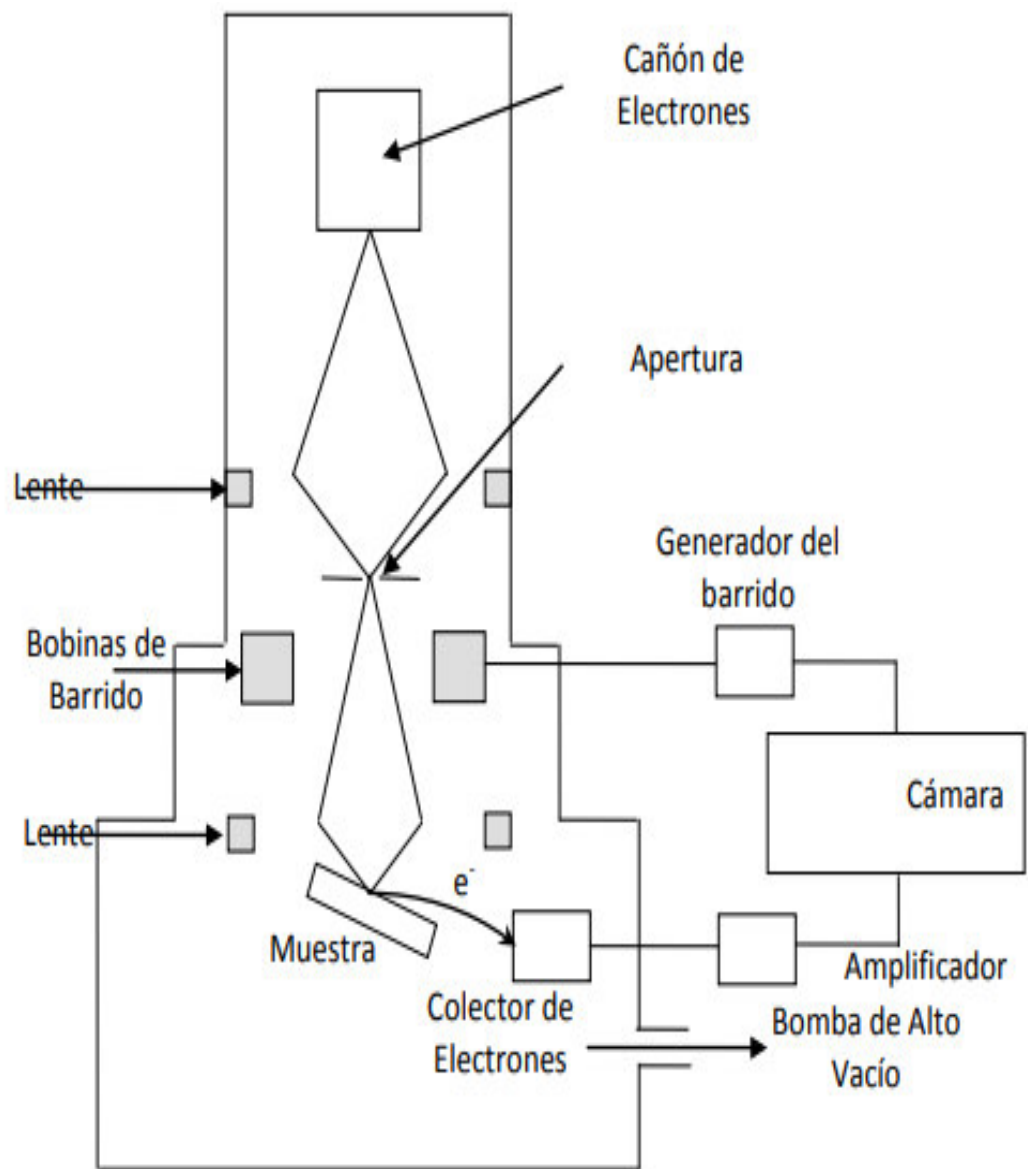 Cañón de
Electrones
Apertura
Lente
Generador del
barrido
Bobinas de
Barrido
Cámara
Lente
e-
Muestra
Amplificador
Colector de
Electrones
Bomba de Alto
Vacío